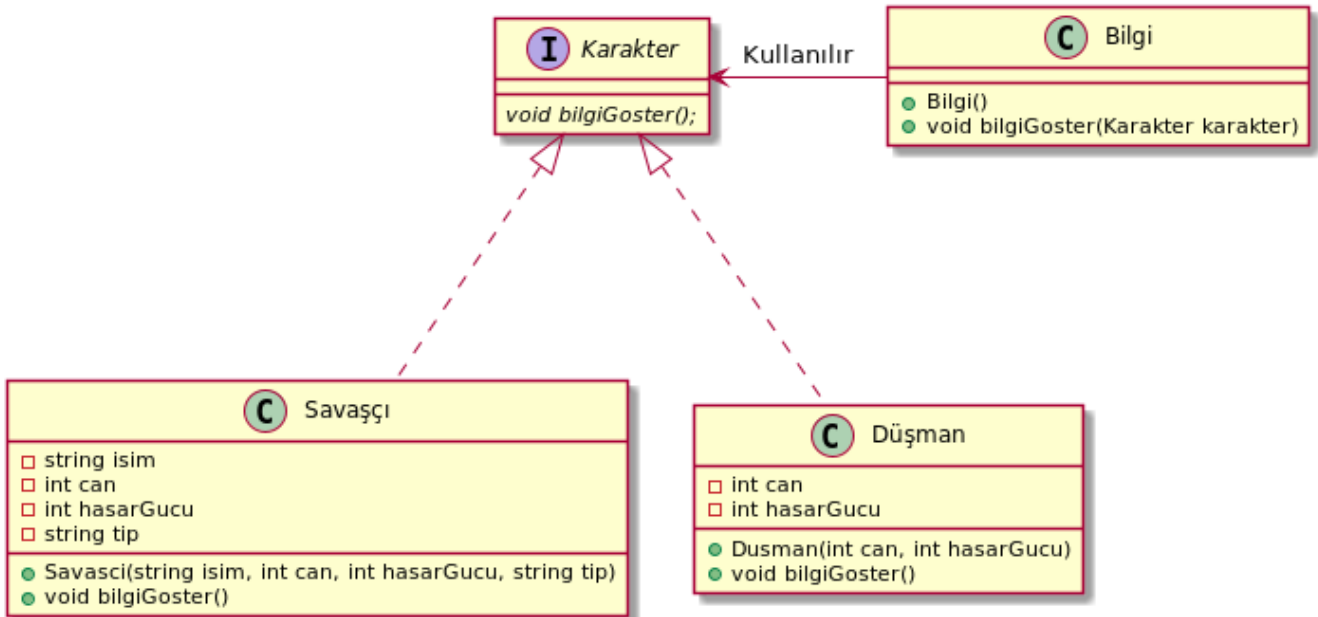 I Karakter
void bilgiGoster();
Kullanılır
C Bilgi
Bilgi()
void bilgiGoster(Karakter karakter)
C Savaşçı
string isim
int can
int hasarGucu
string tip
Savasci(string isim, int can, int hasarGucu, string tip)
void bilgiGoster()
C Düşman
int can
int hasarGucu
Dusman(int can, int hasarGucu)
void bilgiGoster()